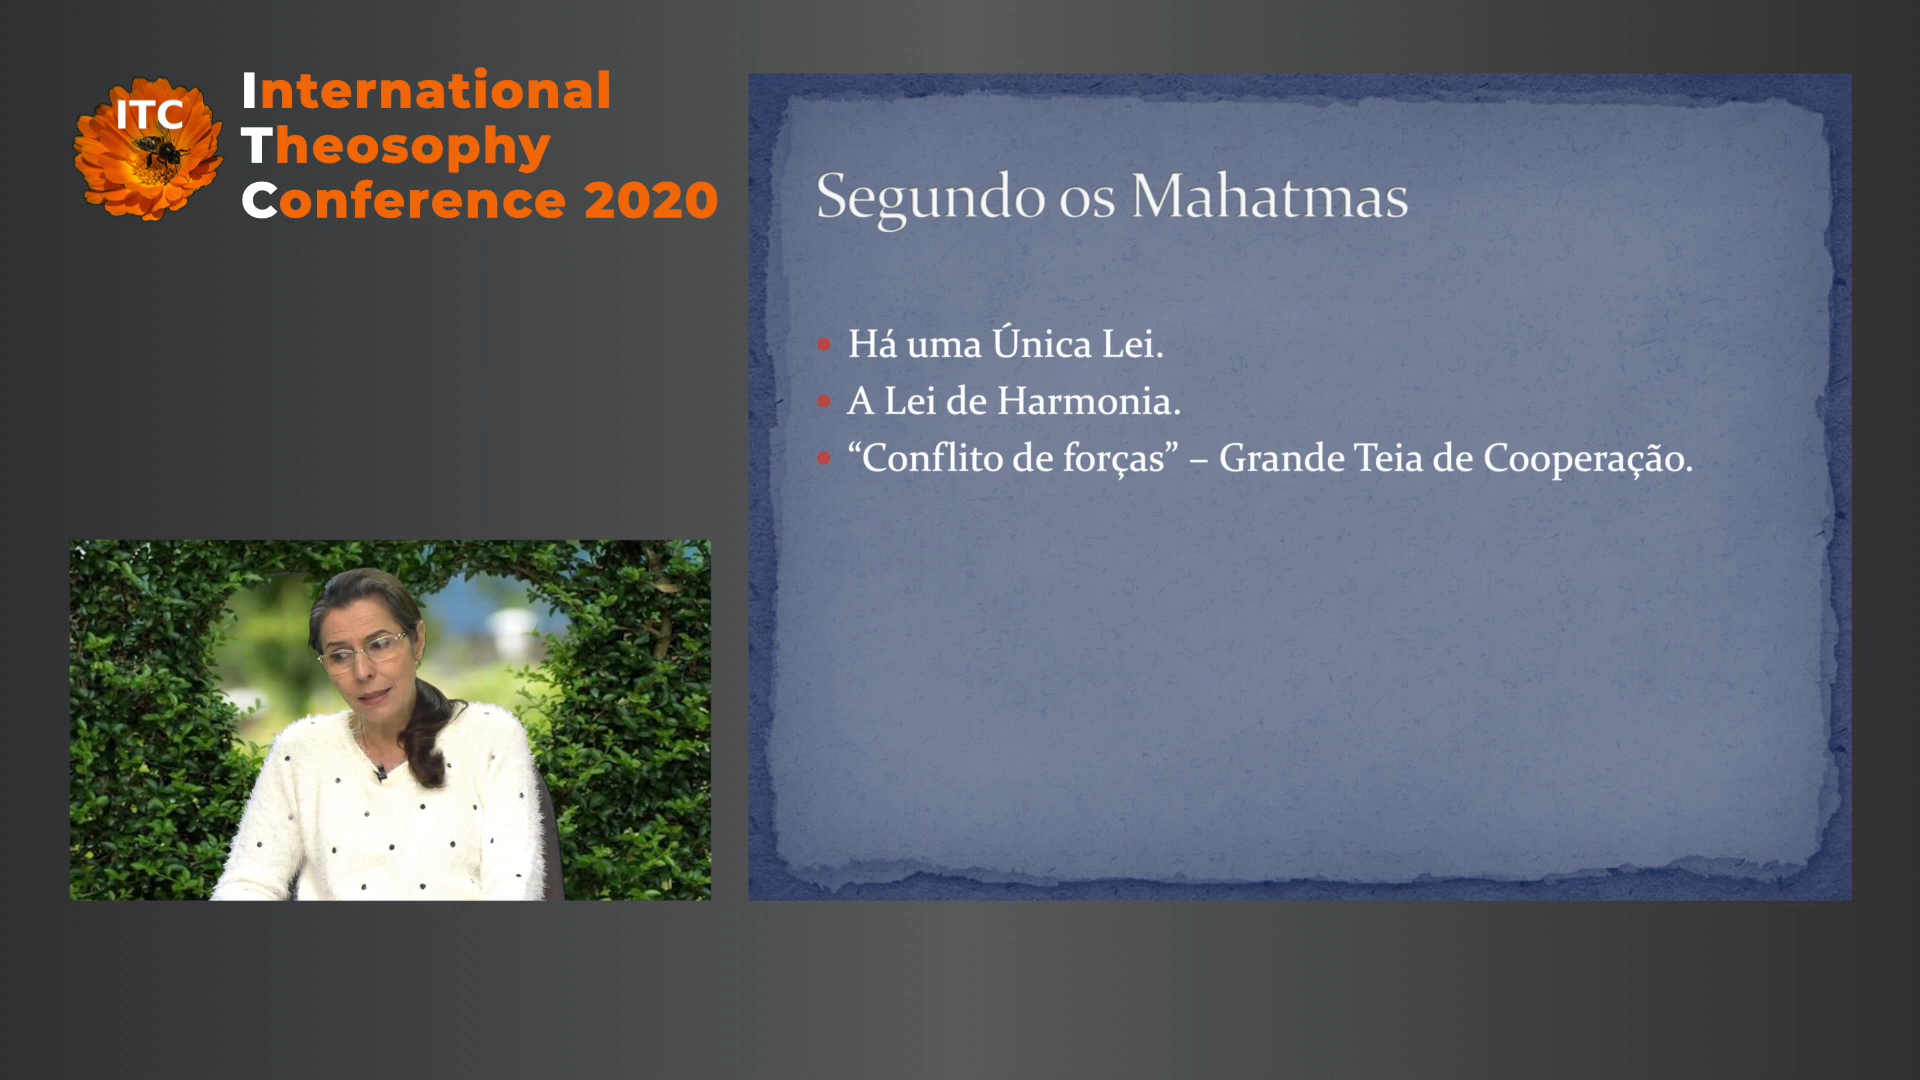 ITC
International
Theosophy
Conference 2020
Segundo os Mahatmas
• Há uma Única Lei.
• A Lei de Harmonia.
• “Conflito de forças” – Grande Teia de Cooperação.